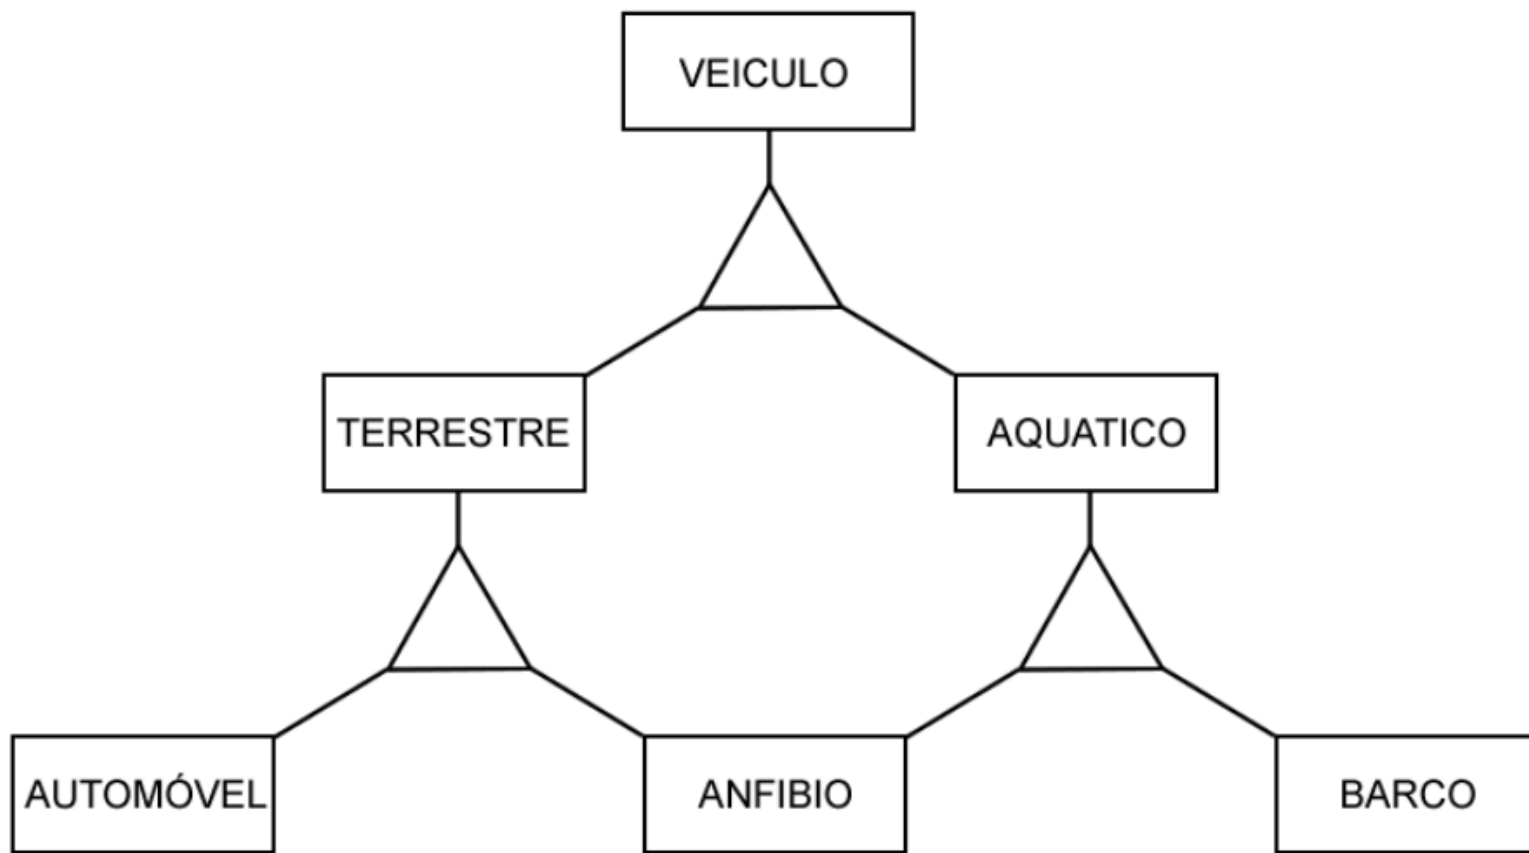 VEICULO
TERRESTRE
AQUATICO
AUTOMÓVEL
ANFIBIO
BARCO